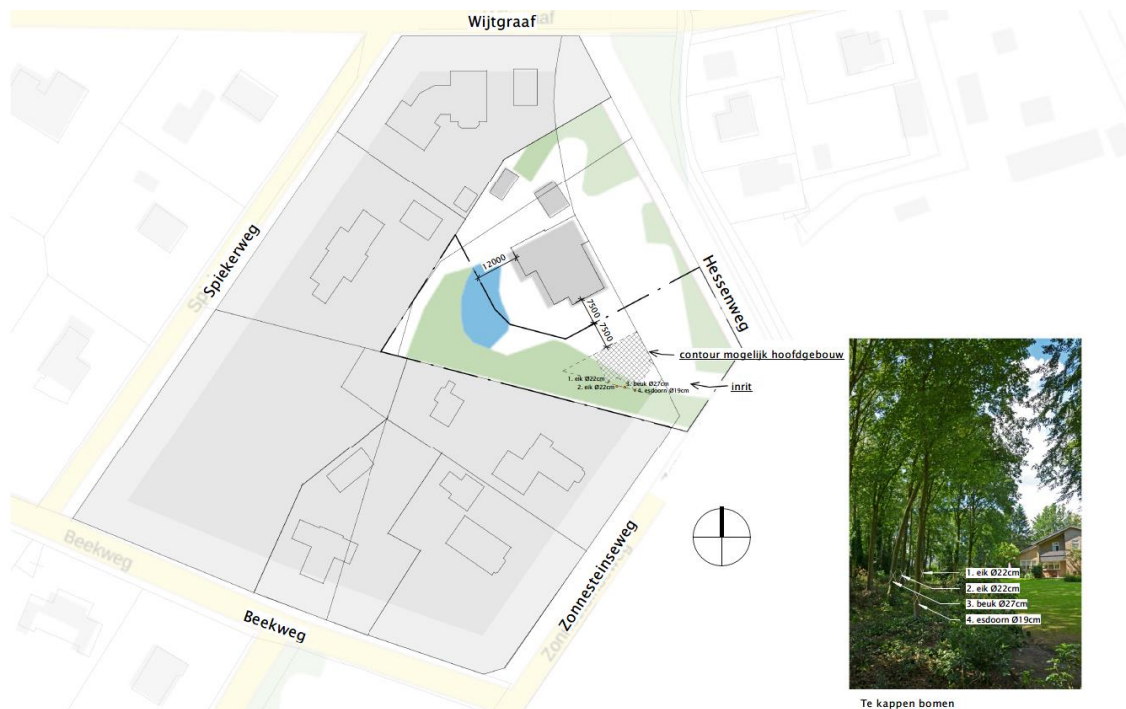 Wijtgraaf
Spiekerweg
12000
7500
7500
Hessenweg
contour mogelijk hoofdgebouw
1. eik Ø22cm
2. eik Ø22cm
3. beuk Ø27cm
4. esdoorn Ø19cm
inrit
Beekweg
Beekweg
Zonnesteinseweg
1. eik Ø22cm
2. eik Ø22cm
3. beuk Ø27cm
4. esdoorn Ø19cm
Te kappen bomen